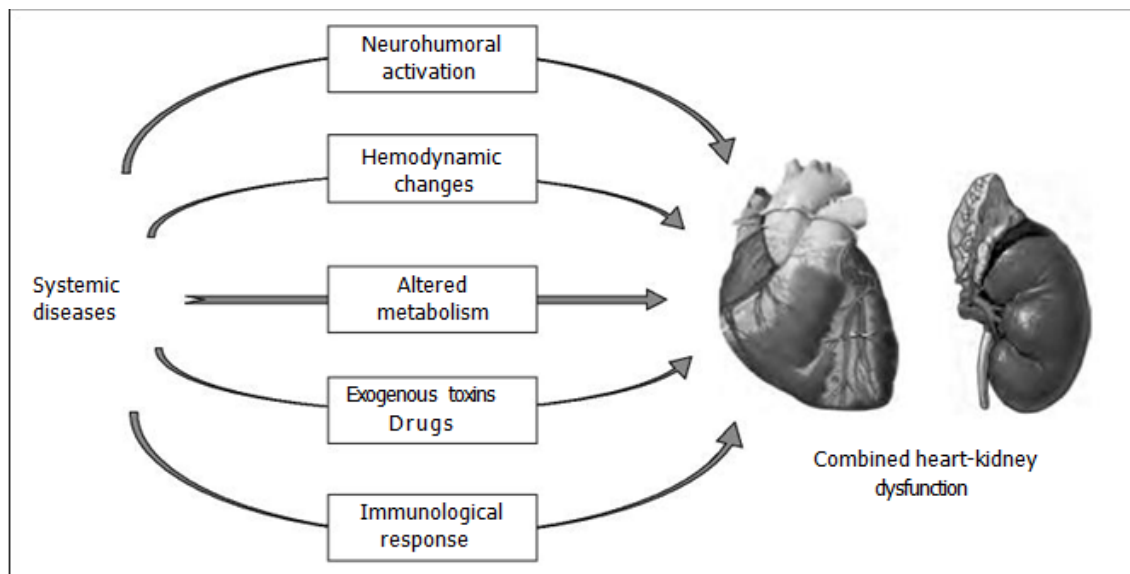 Neurohumoral
activation
Hemodynamic
changes
Systemic
diseases
Altered
metabolism
Exogenous toxins
Drugs
Immunological
response
Combined heart-kidney
dysfunction